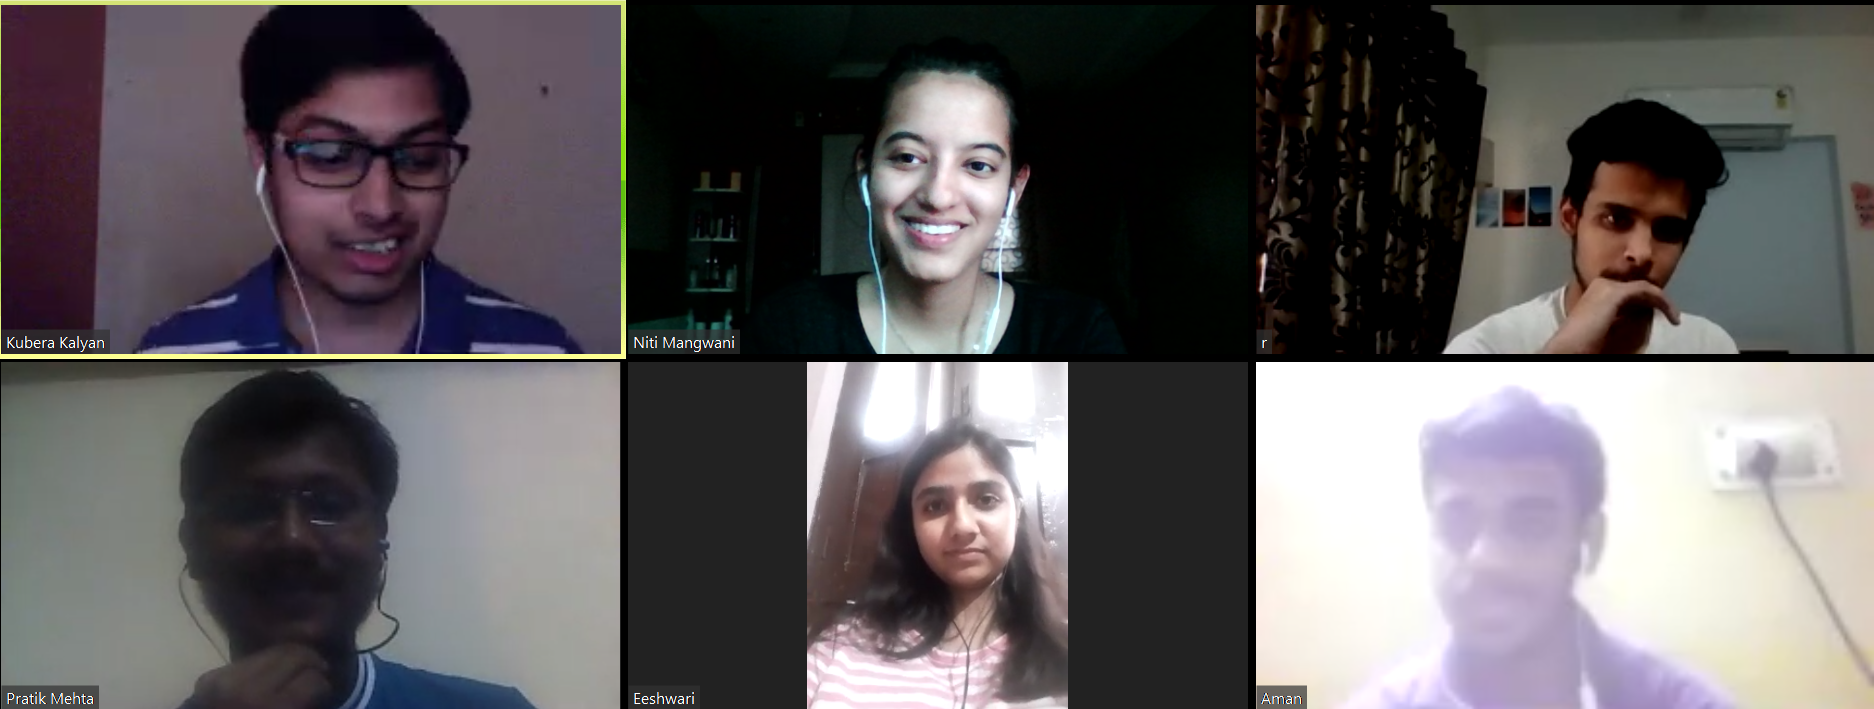 Kubera Kalyan
Niti Mangwani
r
Pratik Mehta
Eeshwari
Aman